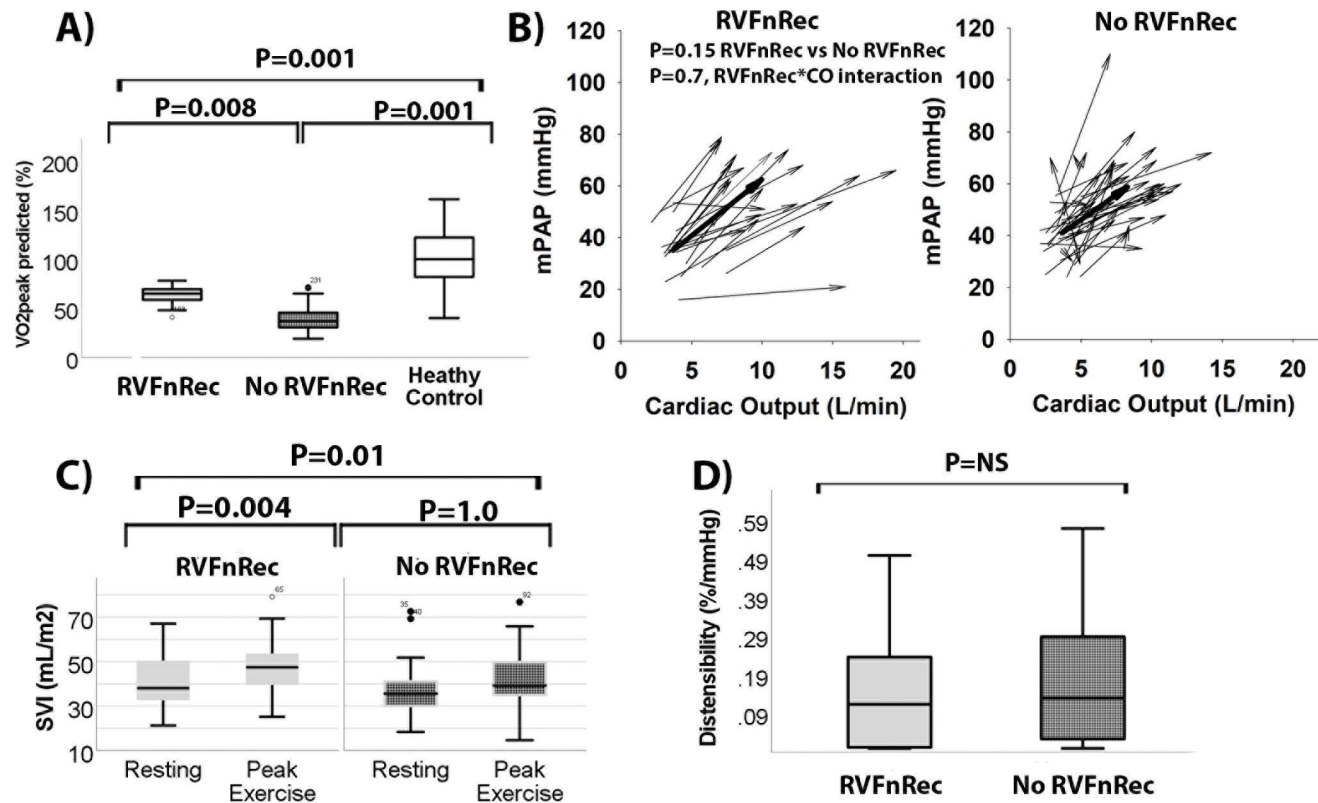 A)
P=0.001
P=0.008
P=0.001
VO2peak predicted (%)
200
150
100
50
0
231
RVFnRec
No RVFnRec
Heathy
Control
B)
RVFnRec
P=0.15 RVFnRec vs No RVFnRec
P=0.7, RVFnRec*CO interaction
mPAP (mmHg)
120
100
80
60
40
20
0
0 5 10 15 20
Cardiac Output (L/min)
No RVFnRec
mPAP (mmHg)
120
100
80
60
40
20
0
0 5 10 15 20
Cardiac Output (L/min)
C)
P=0.01
P=0.004
P=1.0
RVFnRec
No RVFnRec
SVI (mL/m2)
70
50
30
10
65
35
40
92
Resting
Peak
Exercise
Resting
Peak
Exercise
D)
P=NS
Distensibility (%/mmHg)
.59
.49
.39
.29
.19
.09
RVFnRec
No RVFnRec